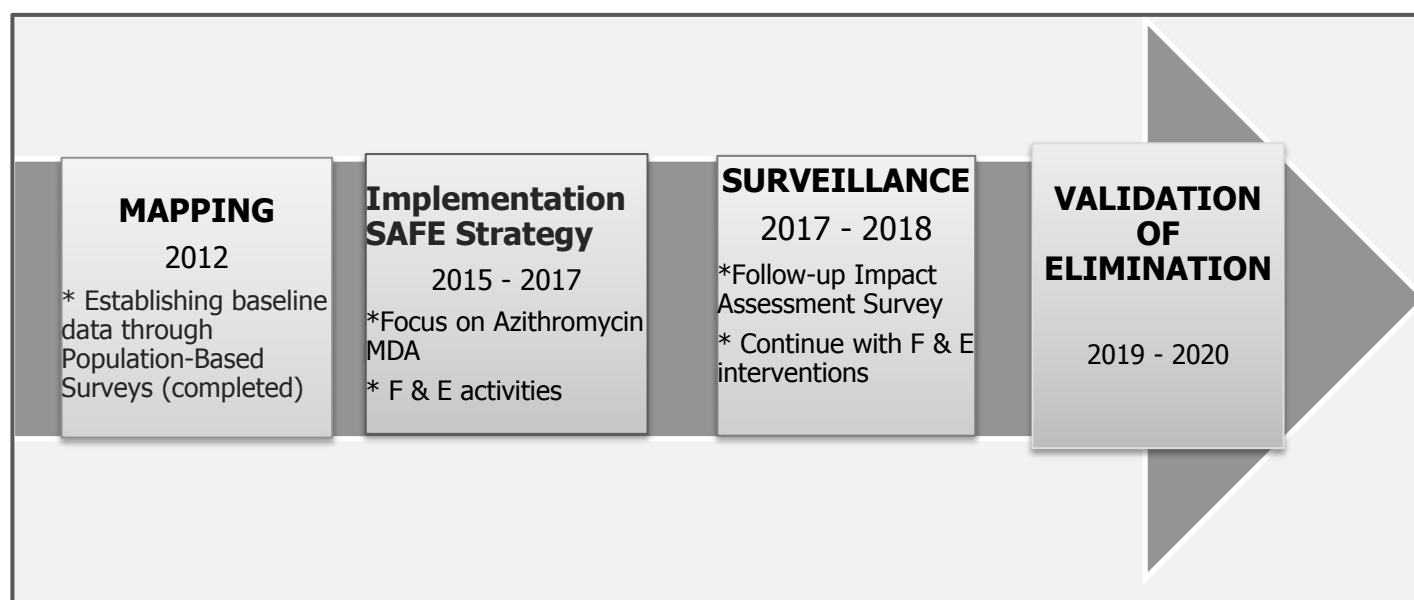 MAPPING
2012
* Establishing baseline
data through
Population-Based
Surveys (completed)
Implementation
SAFE Strategy
2015 - 2017
*Focus on Azithromycin
MDA
* F & E activities
SURVEILLANCE
2017 - 2018
*Follow-up Impact
Assessment Survey
* Continue with F & E
interventions
VALIDATION
OF
ELIMINATION
2019 - 2020